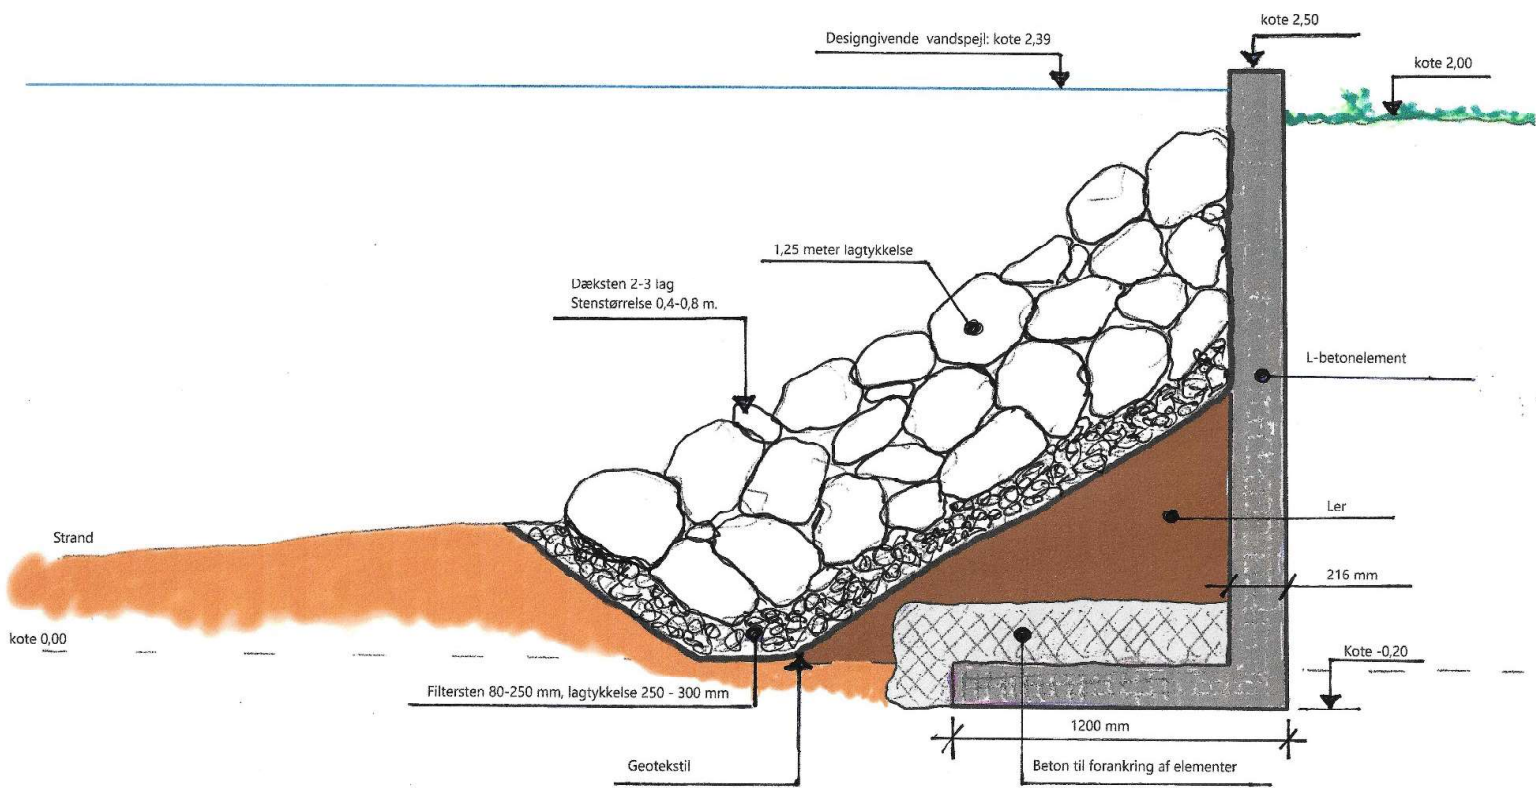 kote 2,50
Designgivende vandspejl: kote 2,39
kote 2,00
1,25 meter lagtykkelse
Dæksten 2-3 lag
Stenstørrelse 0,4-0,8 m.
L-betonelement
Ler
Strand
216 mm
kote 0,00
Kote -0,20
Filtersten 80-250 mm, lagtykkelse 250 - 300 mm
1200 mm
Geotekstil
Beton til forankring af elementer